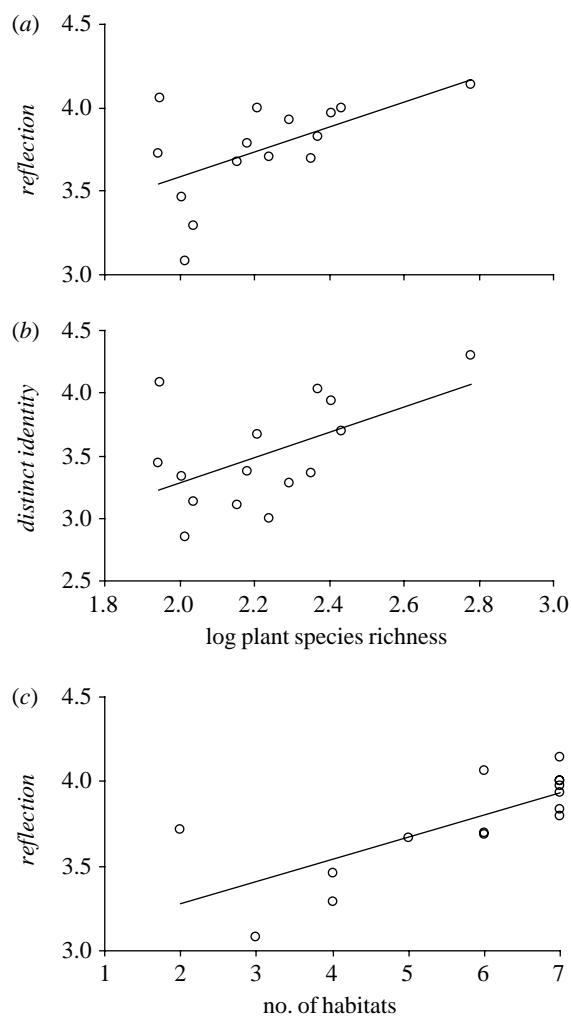 (a)
4.5
4.0
3.5
3.0
reflection
(b)
4.5
4.0
3.5
3.0
2.5
distinct identity
1.8 2.0 2.2 2.4 2.6 2.8 3.0
log plant species richness
(c)
4.5
4.0
3.5
3.0
reflection
1 2 3 4 5 6 7
no. of habitats